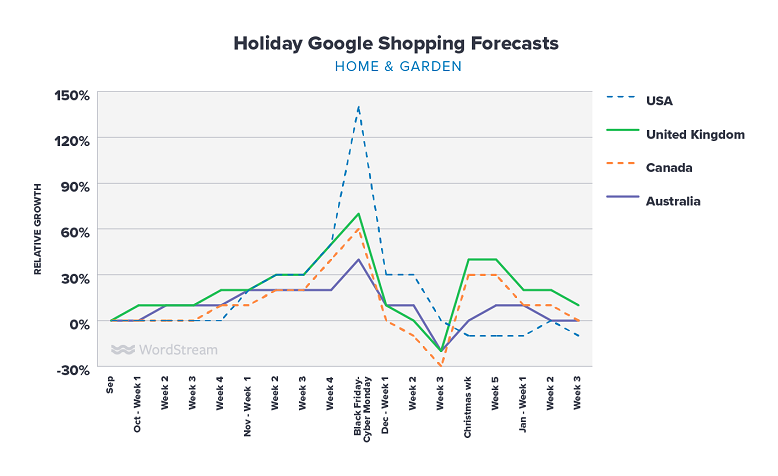 Holiday Google Shopping Forecasts
HOME & GARDEN
RELATIVE GROWTH
150%
120%
90%
60%
30%
0%
-30%
USA
United Kingdom
Canada
Australia
WordStream
Sep
Oct - Week 1
Week 2
Week 3
Week 4
Nov - Week 1
Week 2
Week 3
Week 4
Black Friday-
Cyber Monday
Dec - Week 1
Week 2
Week 3
Christmas wk
Week 5
Jan - Week 1
Week 2
Week 3